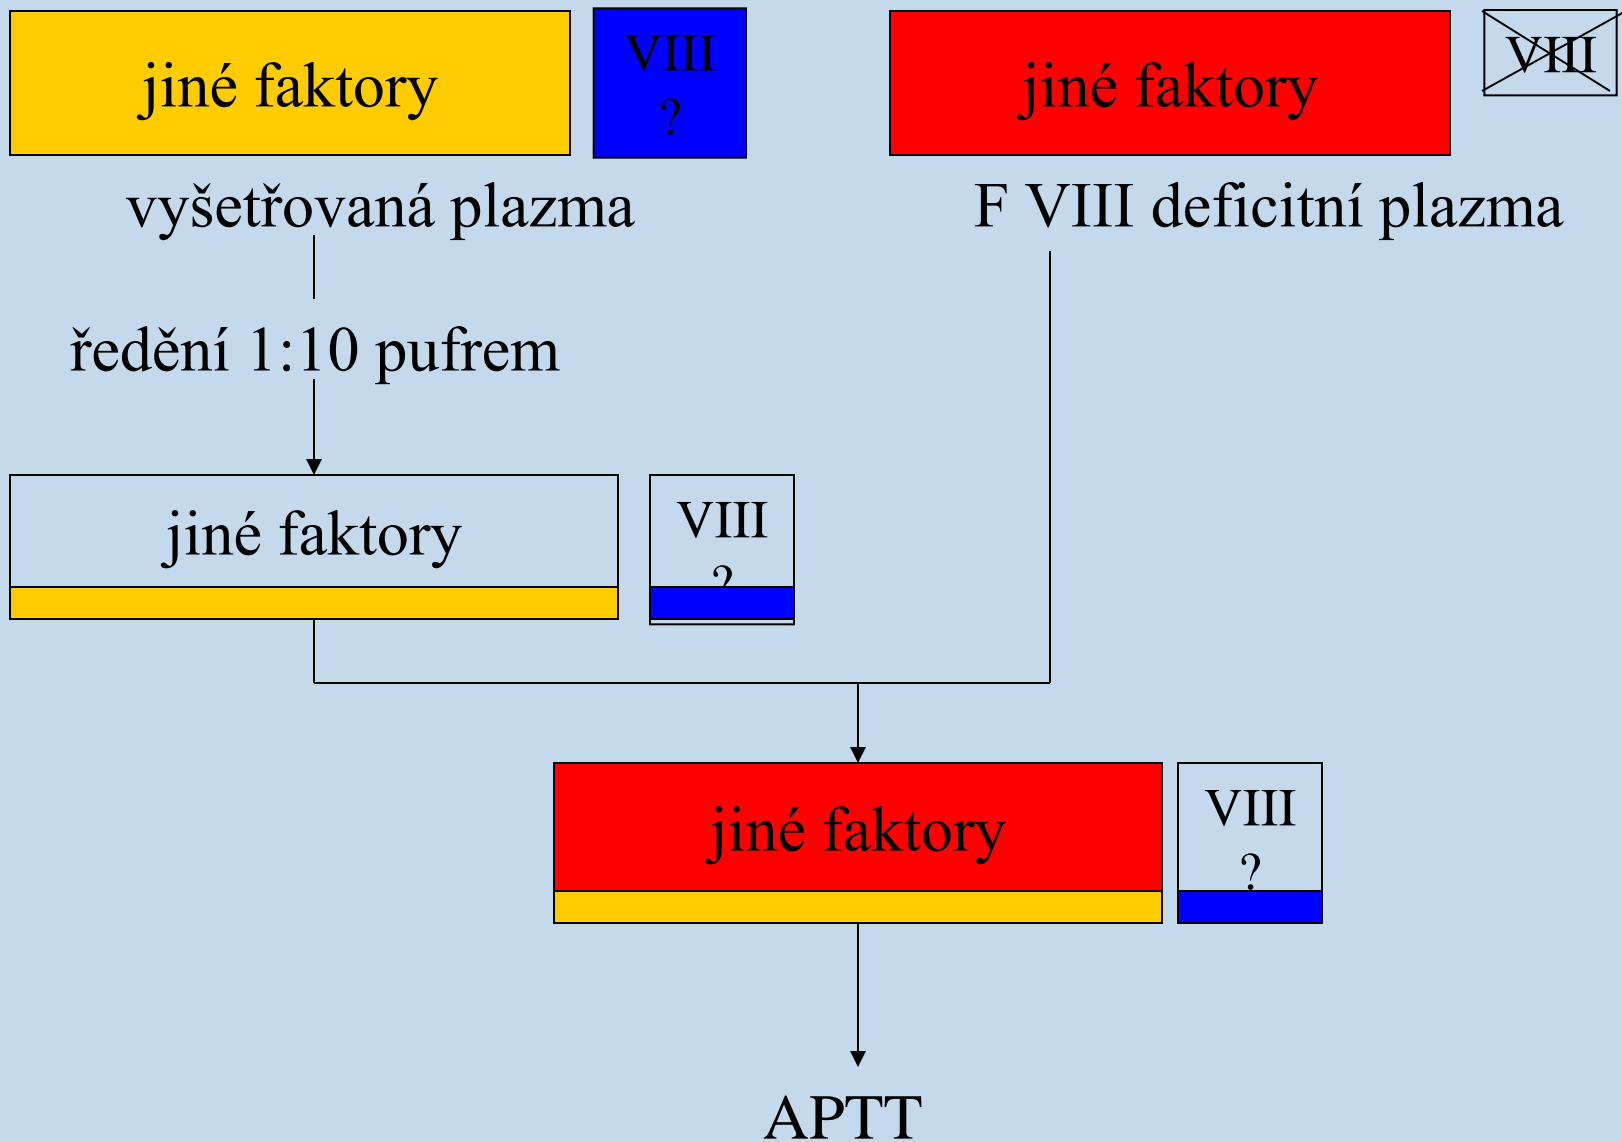 jiné faktory
VIII
?
jiné faktory
VIII
vyšetřovaná plazma
F VIII deficitní plazma
ředění 1:10 pufrem
jiné faktory
VIII
?
jiné faktory
VIII
?
APTT